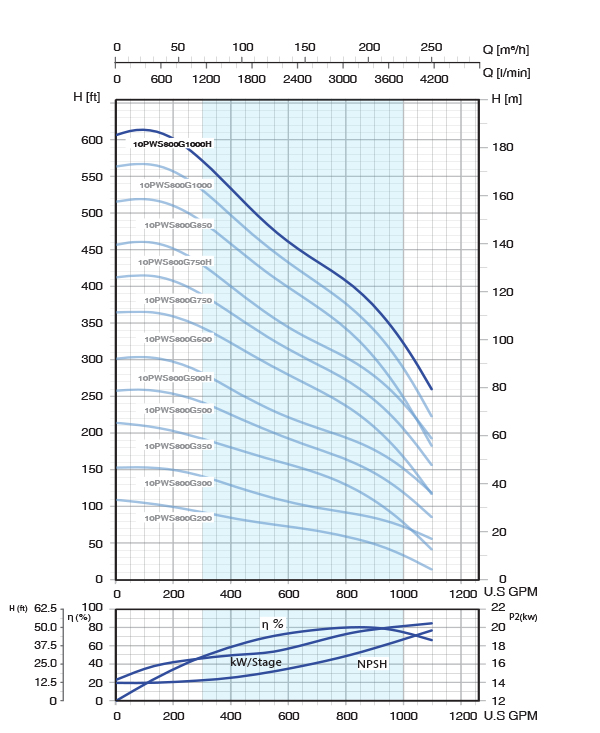 0 50 100 150 200 250 Q [m³/h]
0 600 1200 1800 2400 3000 3600 4200 Q [l/min]
H [ft] H [m]
600 10PWS800G1000H 180
550 10PWS800G1000 160
500 10PWS800G850
450 10PWS800G750H 140
400 10PWS800G750 120
350 10PWS800G600 100
300 10PWS800G500H 80
250 10PWS800G500
200 10PWS800G350 60
150 10PWS800G300 40
100 10PWS800G200 20
50
0 0
0 200 400 600 800 1000 1200 U.S GPM
H (ft) 62.5 η (%) 100 22 P2(kw)
50.0 80 η % 20
37.5 60 18
25.0 40 kW/Stage NPSH 16
12.5 20 14
0 0 12
0 200 400 600 800 1000 1200 U.S GPM